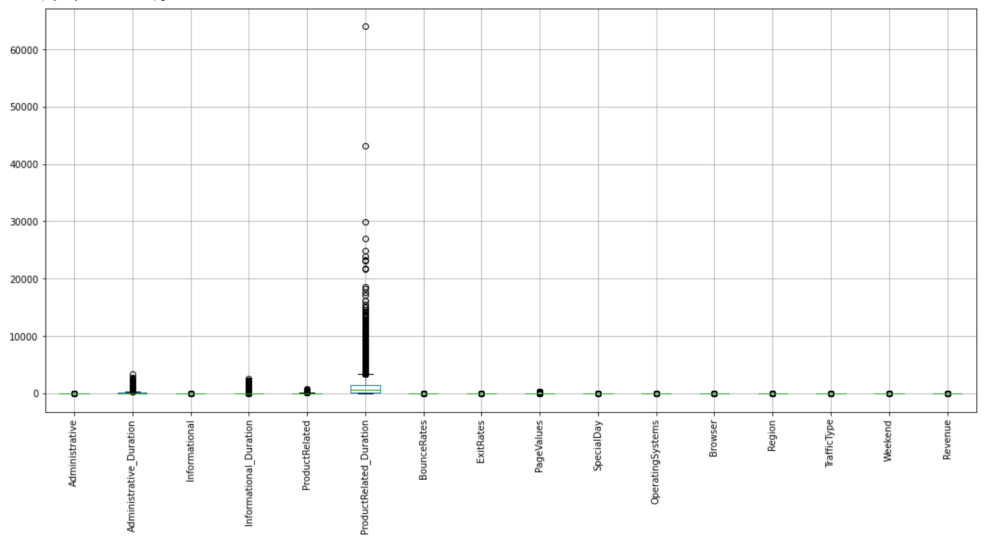 60000
50000
40000
30000
20000
10000
0
Administrative
Administrative_Duration
Informational
Informational_Duration
ProductRelated
ProductRelated_Duration
BounceRates
ExitRates
PageValues
SpecialDay
OperatingSystems
Browser
Region
TrafficType
Weekend
Revenue